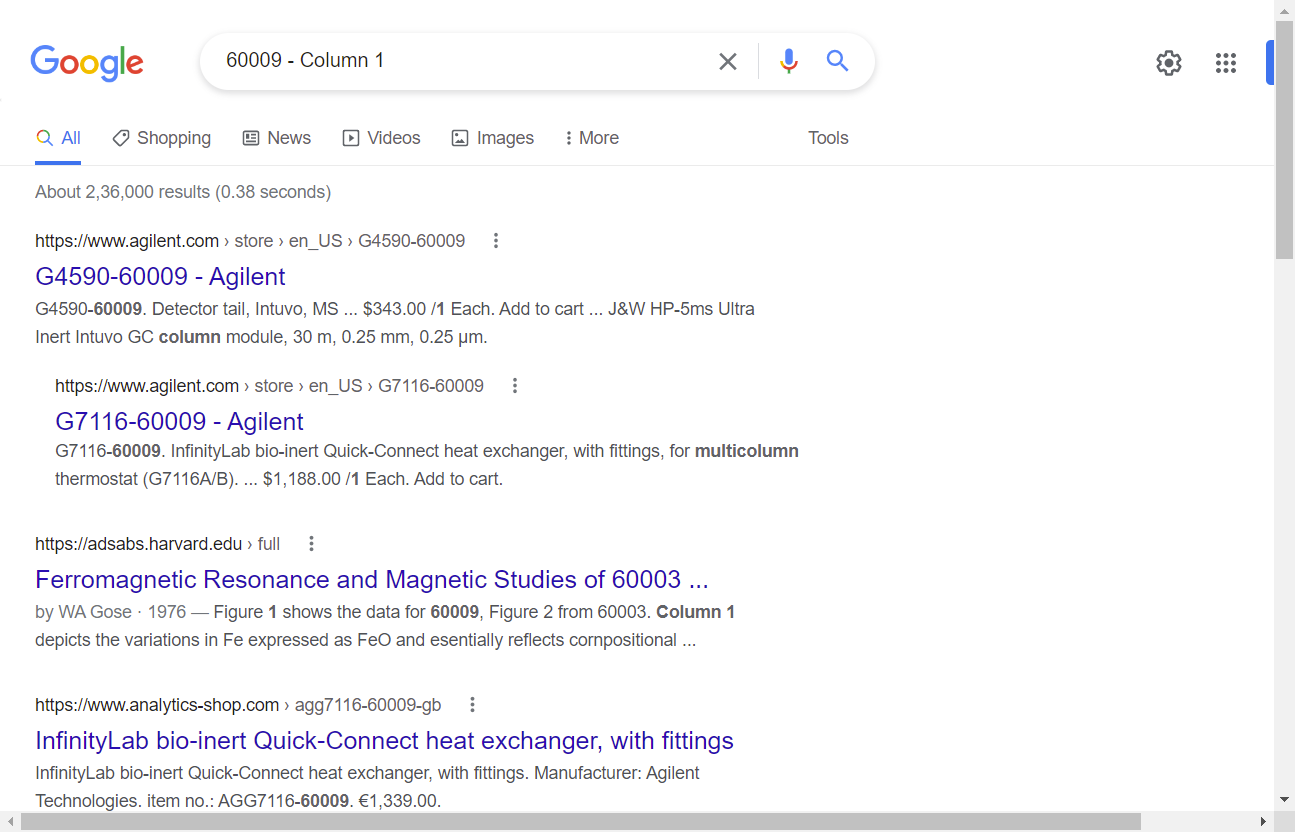 Google
60009 - Column 1
All
Shopping
News
Videos
Images
More
Tools
About 2,36,000 results (0.38 seconds)
https://www.agilent.com › store › en_US › G4590-60009
G4590-60009 - Agilent
G4590-60009. Detector tail, Intuvo, MS ... $343.00 /1 Each. Add to cart ... J&W HP-5ms Ultra
Inert Intuvo GC column module, 30 m, 0.25 mm, 0.25 µm.
https://www.agilent.com › store › en_US › G7116-60009
G7116-60009 - Agilent
G7116-60009. InfinityLab bio-inert Quick-Connect heat exchanger, with fittings, for multicolumn
thermostat (G7116A/B). ... $1,188.00 /1 Each. Add to cart.
https://adsabs.harvard.edu › full
Ferromagnetic Resonance and Magnetic Studies of 60003 ...
by WA Gose · 1976 — Figure 1 shows the data for 60009, Figure 2 from 60003. Column 1
depicts the variations in Fe expressed as FeO and esentially reflects cornpositional ...
https://www.analytics-shop.com › agg7116-60009-gb
InfinityLab bio-inert Quick-Connect heat exchanger, with fittings
InfinityLab bio-inert Quick-Connect heat exchanger, with fittings. Manufacturer: Agilent
Technologies. item no.: AGG7116-60009. €1,339.00.